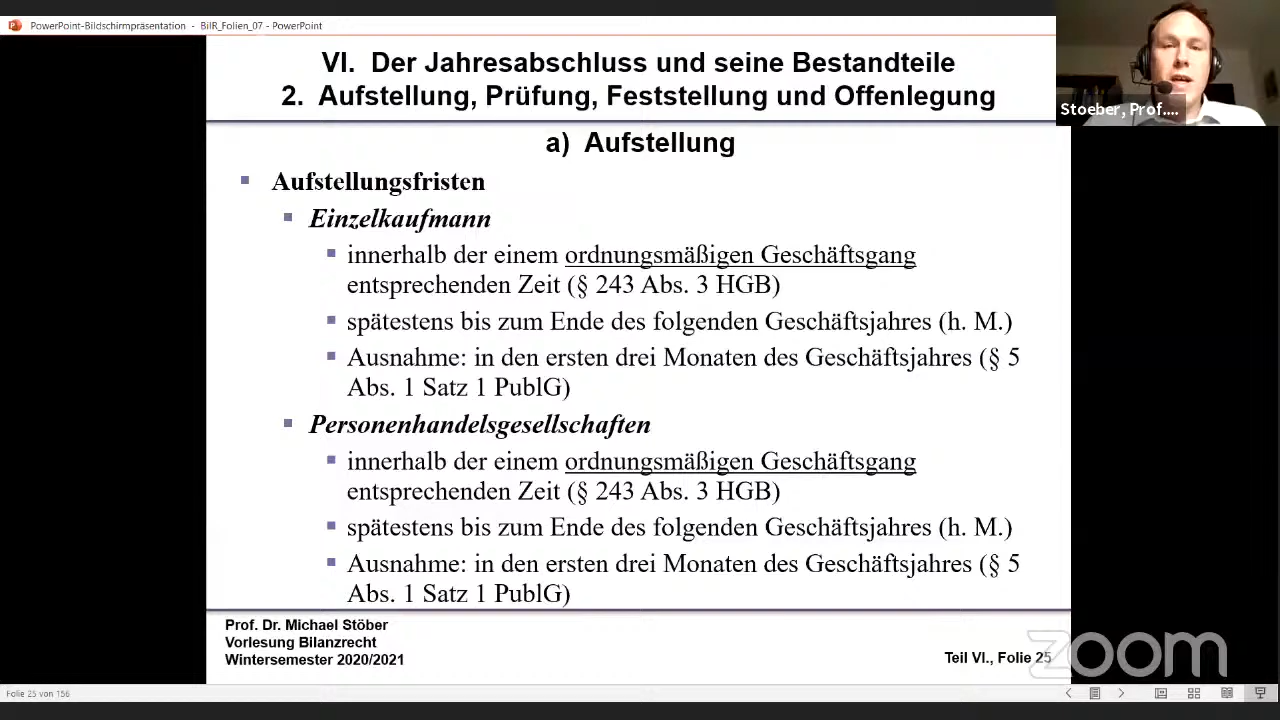 PowerPoint-Bildschirmpräsentation - BilR_Folien_07 - PowerPoint
VI. Der Jahresabschluss und seine Bestandteile
2. Aufstellung, Prüfung, Feststellung und Offenlegung
Stoeber, Prof....
a) Aufstellung
Aufstellungsfristen
Einzelkaufmann
innerhalb der einem ordnungsmäßigen Geschäftsgang
entsprechenden Zeit (§ 243 Abs. 3 HGB)
spätestens bis zum Ende des folgenden Geschäftsjahres (h. M.)
Ausnahme: in den ersten drei Monaten des Geschäftsjahres (§ 5
Abs. 1 Satz 1 PublG)
Personenhandelsgesellschaften
innerhalb der einem ordnungsmäßigen Geschäftsgang
entsprechenden Zeit (§ 243 Abs. 3 HGB)
spätestens bis zum Ende des folgenden Geschäftsjahres (h. M.)
Ausnahme: in den ersten drei Monaten des Geschäftsjahres (§ 5
Abs. 1 Satz 1 PublG)
Prof. Dr. Michael Stöber
Vorlesung Bilanzrecht
Wintersemester 2020/2021
Teil VI., Folie 25
zoom
Folie 25 von 156